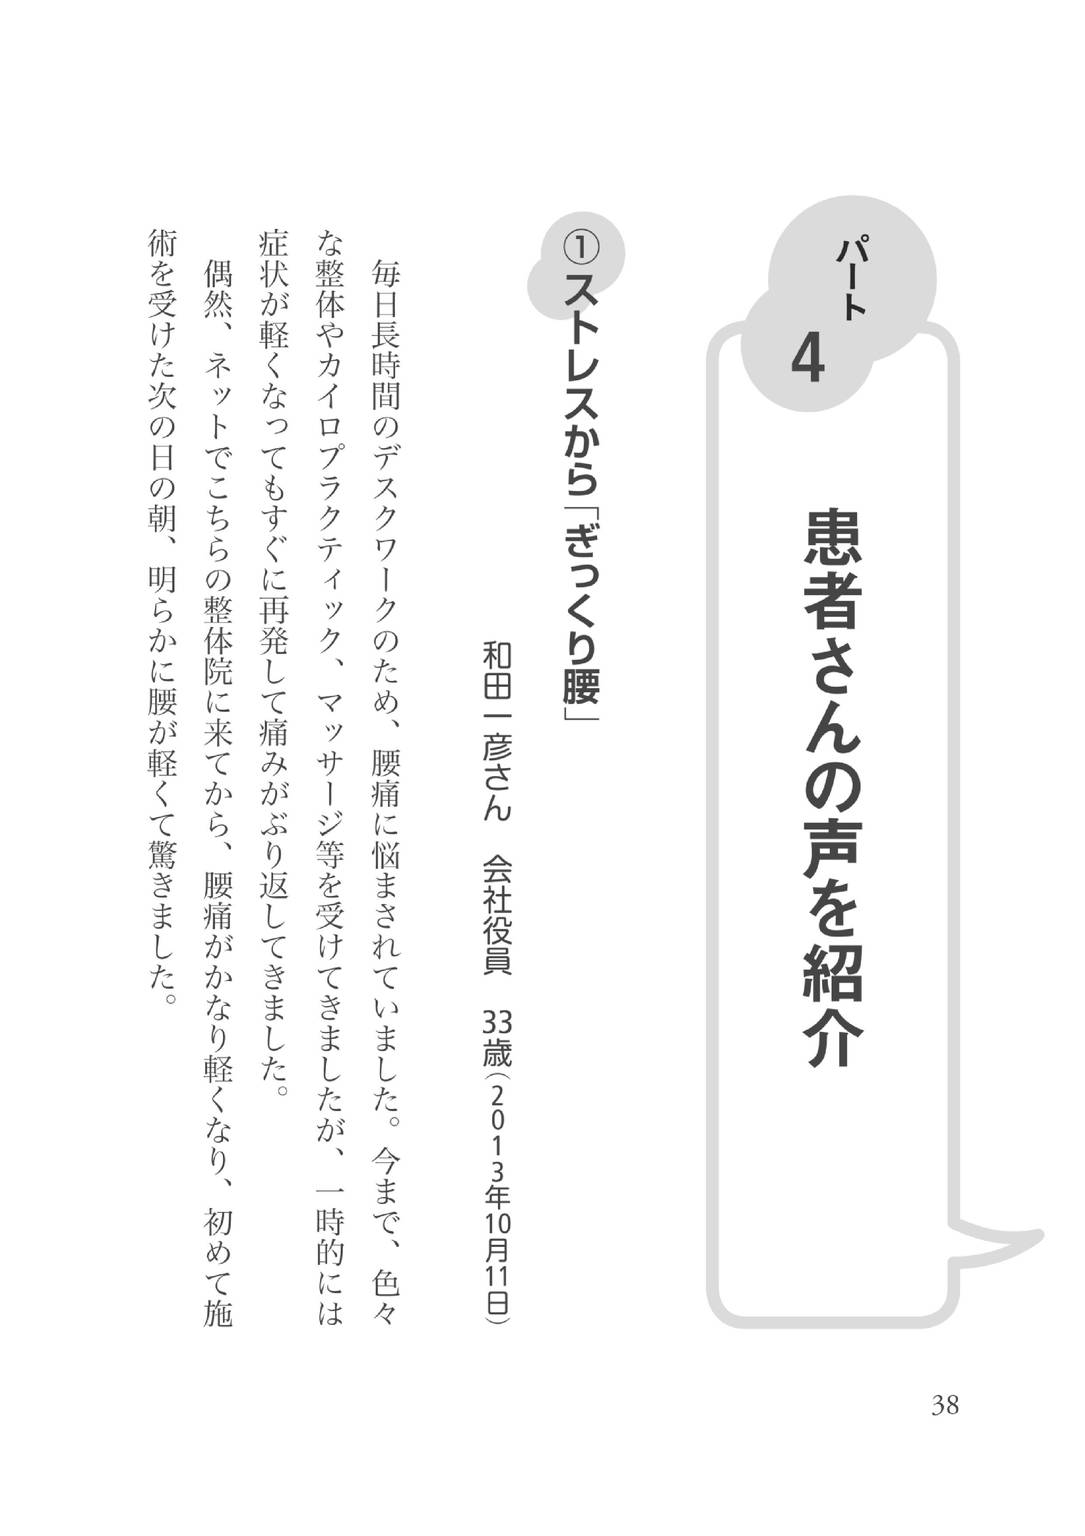 パート
4
患者さんの声を紹介
①ストレスから「ぎっくり腰」
和田一彦さん　会社役員　33歳（2013年10月11日）
毎日長時間のデスクワークのため、腰痛に悩まされていました。今まで、色々
な整体やカイロプラクティック、マッサージ等を受けてきましたが、一時的には
症状が軽くなってもすぐに再発して痛みがぶり返してきました。
偶然、ネットでこちらの整体院に来てから、腰痛がかなり軽くなり、初めて施
術を受けた次の日の朝、明らかに腰が軽くて驚きました。
38